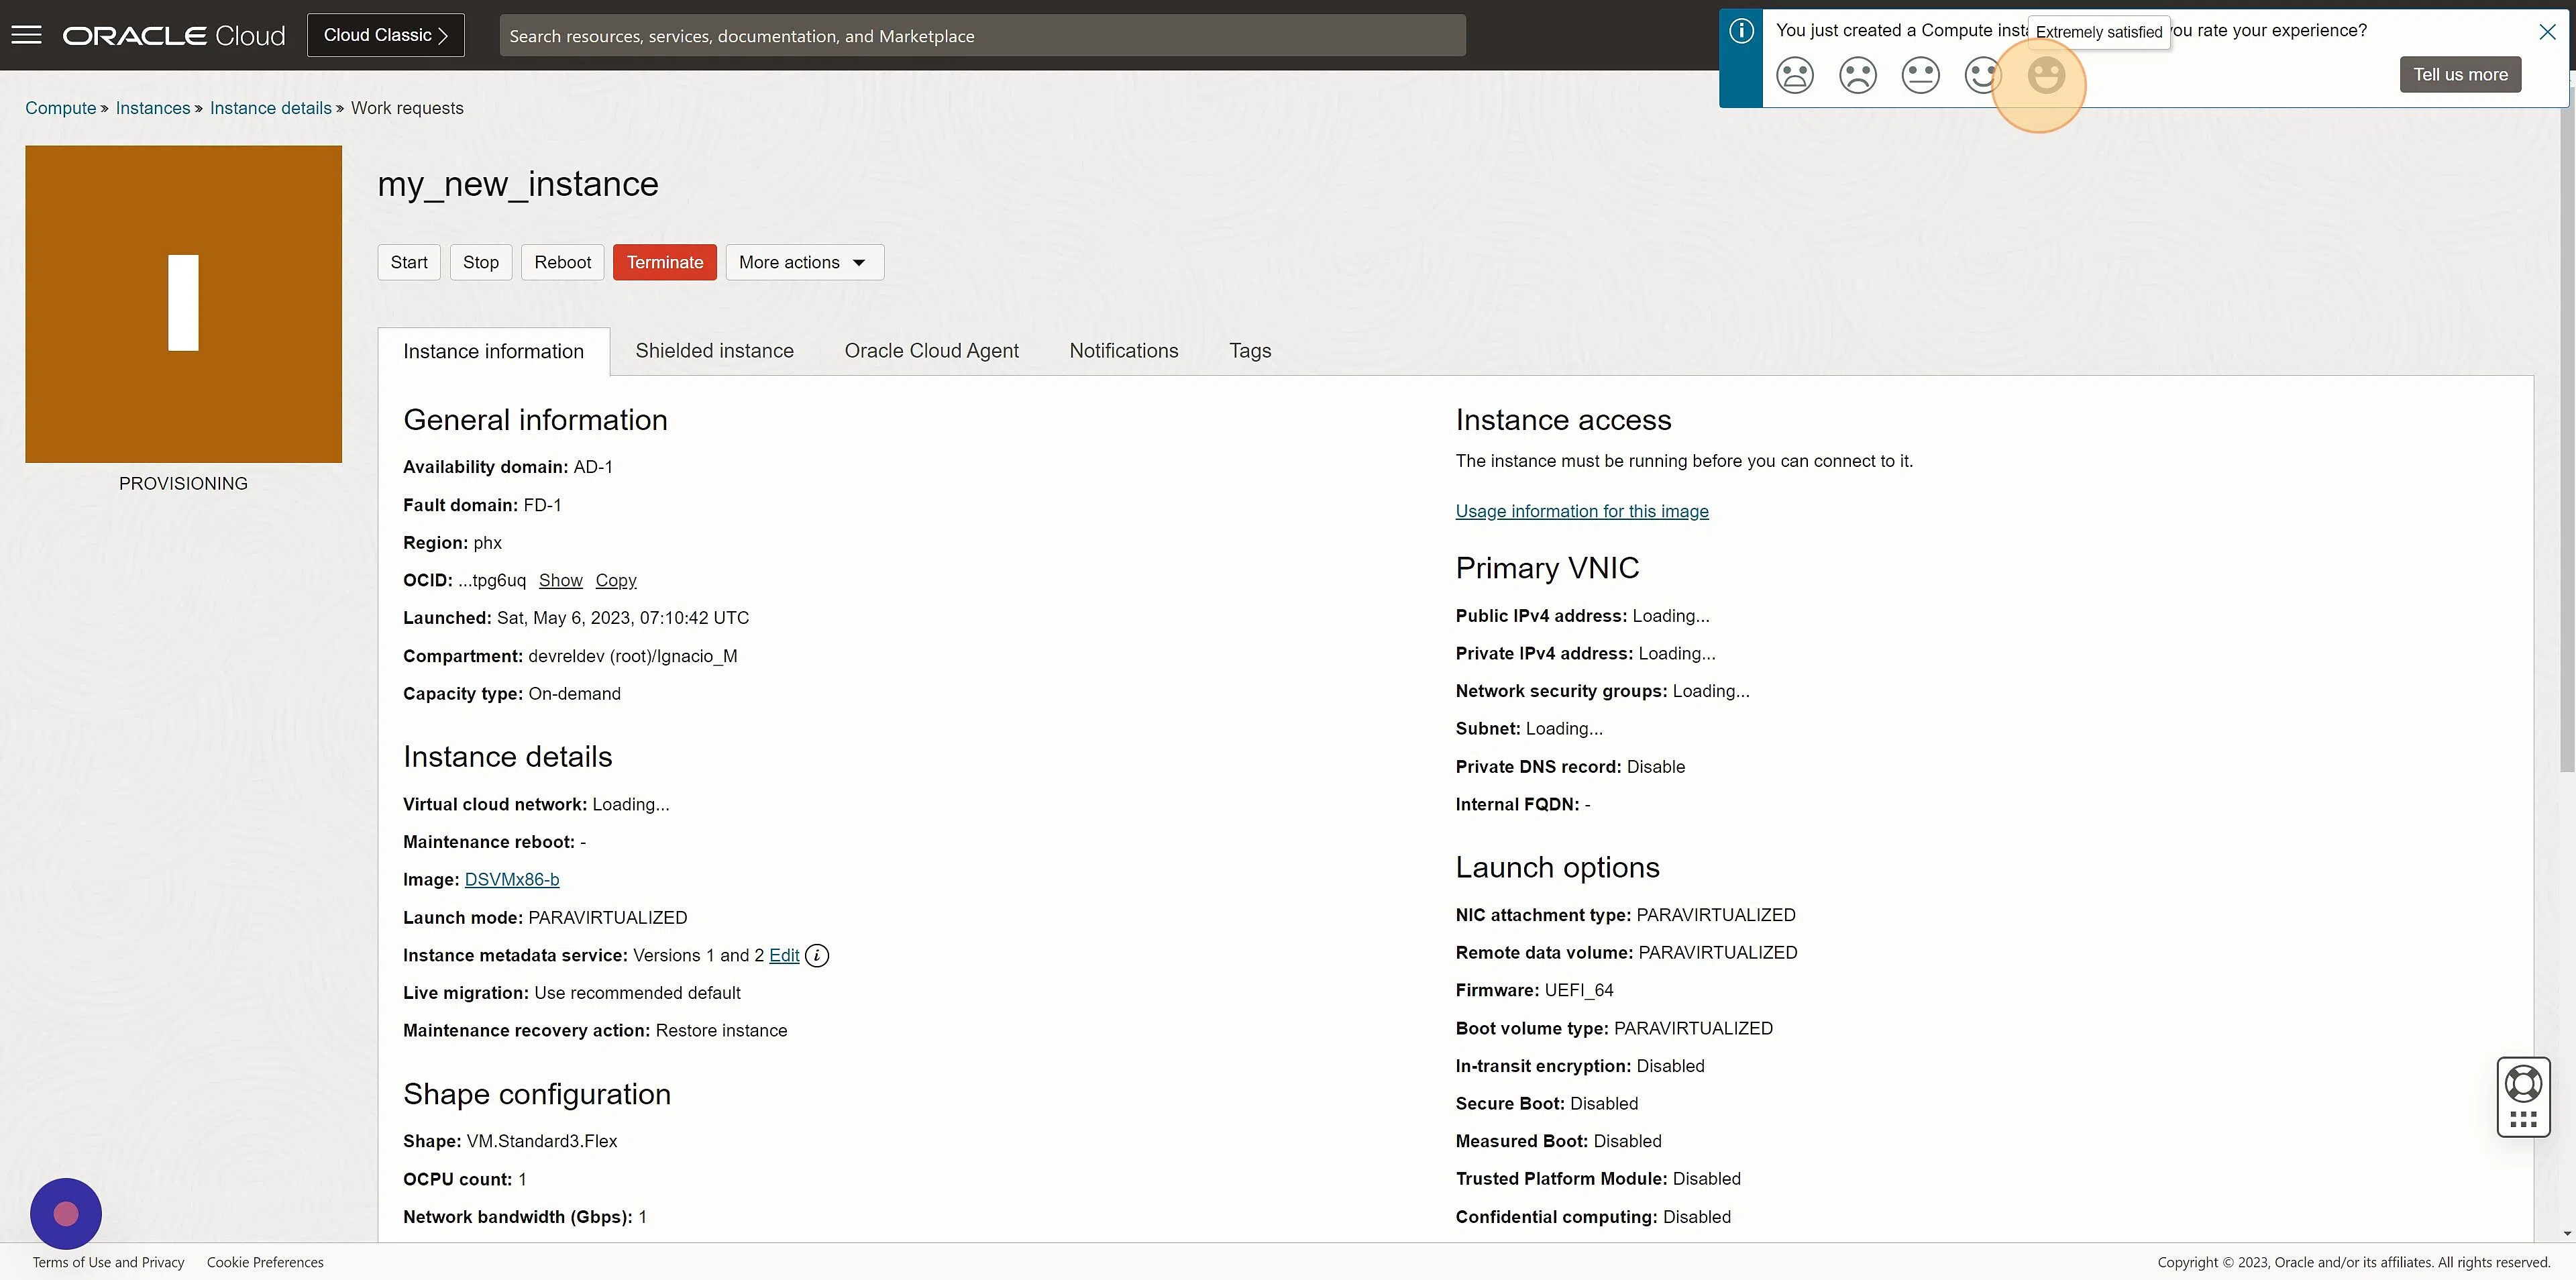 ORACLE Cloud
Cloud Classic
Search resources, services, documentation, and Marketplace
You just created a Compute insta
Extremely satisfied
ou rate your experience?
Tell us more
Compute » Instances » Instance details » Work requests
I
PROVISIONING
my_new_instance
Start Stop Reboot Terminate More actions
Instance information Shielded instance Oracle Cloud Agent Notifications Tags
General information
Availability domain: AD-1
Fault domain: FD-1
Region: phx
OCID: ...tpg6uq Show Copy
Launched: Sat, May 6, 2023, 07:10:42 UTC
Compartment: devreldev (root)/Ignacio_M
Capacity type: On-demand
Instance details
Virtual cloud network: Loading...
Maintenance reboot: -
Image: DSVMx86-b
Launch mode: PARAVIRTUALIZED
Instance metadata service: Versions 1 and 2 Edit
Live migration: Use recommended default
Maintenance recovery action: Restore instance
Shape configuration
Shape: VM.Standard3.Flex
OCPU count: 1
Network bandwidth (Gbps): 1
Instance access
The instance must be running before you can connect to it.
Usage information for this image
Primary VNIC
Public IPv4 address: Loading...
Private IPv4 address: Loading...
Network security groups: Loading...
Subnet: Loading...
Private DNS record: Disable
Internal FQDN: -
Launch options
NIC attachment type: PARAVIRTUALIZED
Remote data volume: PARAVIRTUALIZED
Firmware: UEFI_64
Boot volume type: PARAVIRTUALIZED
In-transit encryption: Disabled
Secure Boot: Disabled
Measured Boot: Disabled
Trusted Platform Module: Disabled
Confidential computing: Disabled
Terms of Use and Privacy Cookie Preferences
Copyright © 2023, Oracle and/or its affiliates. All rights reserved.